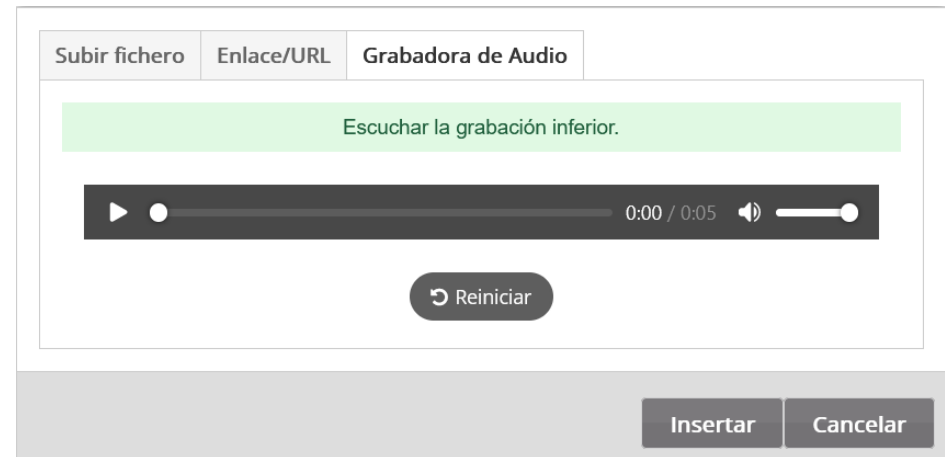 Subir fichero Enlace/URL Grabadora de Audio
Escuchar la grabación inferior.
0:00 / 0:05
Reiniciar
Insertar Cancelar